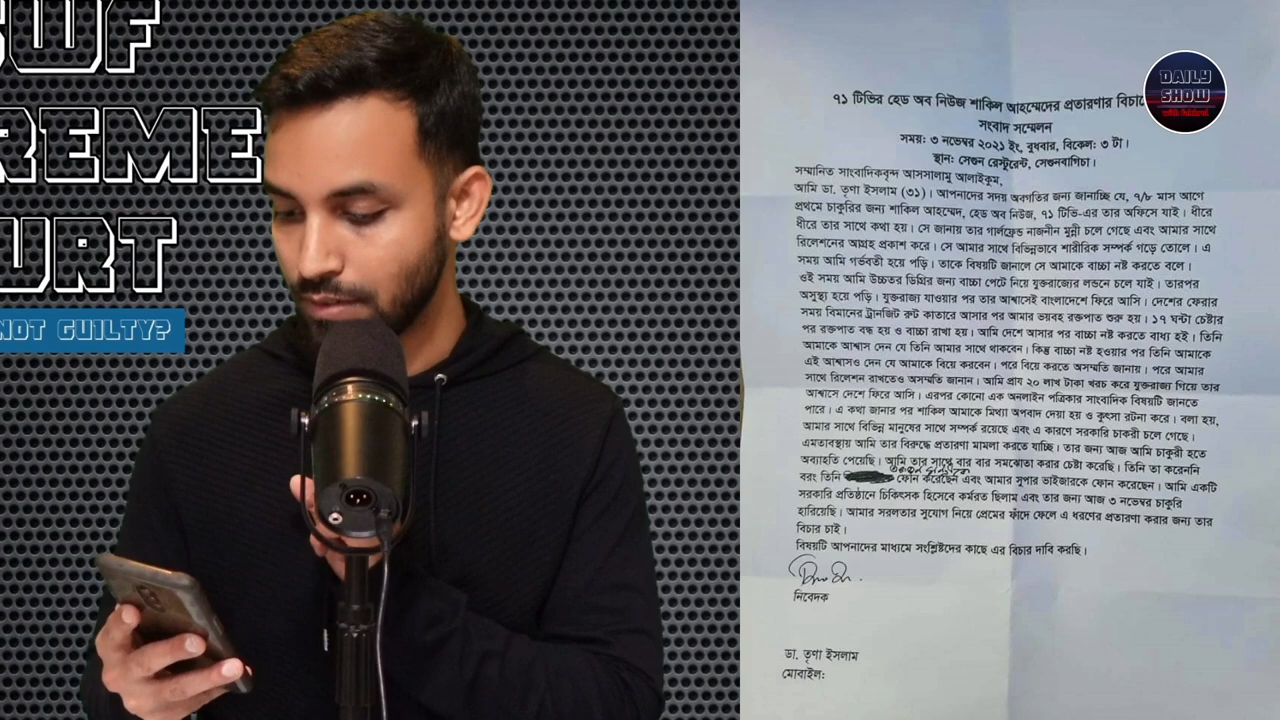 REME
URT
NOT GUILTY?
DAILY
SHOW
৭১ টিভির হেড অব নিউজ শাকিল আহম্মেদের প্রতারণার
সংবাদ সম্মেলন
সময়: ৩ নভেম্বর ২০২১ ইং, বুধবার, বিকেল: ৩ টা।
স্থান: সেগুন রেস্টুরেন্ট, সেগুনবাগিচা।
সম্মানিত সাংবাদিকবৃন্দ আসসালামু আলাইকুম,
আমি ডা. তৃণা ইসলাম (৩১)। আপনাদের সদয় অবগতির জন্য জানাচ্ছি যে, ৭/৮ মাস আগে
প্রথমে চাকুরির জন্য শাকিল আহম্মেদ, হেড অব নিউজ, ৭১ টিভি-এর তার অফিসে যাই। ধীরে
ধীরে তার সাথে কথা হয়। সে জানায় তার গার্লফ্রেন্ড নাজনীন মুন্নী চলে গেছে এবং আমার সাথে
রিলেশনের আগ্রহ প্রকাশ করে। সে আমার সাথে বিভিন্নভাবে শারীরিক সম্পর্ক গড়ে তোলে। এ
সময় আমি গর্ভবতী হয়ে পড়ি। তাকে বিষয়টি জানালে সে আমাকে বাচ্চা নষ্ট করতে বলে।
ওই সময় আমি উচ্চতর ডিগ্রির জন্য বাচ্চা পেটে নিয়ে যুক্তরাজ্যের লন্ডনে চলে যাই। তারপর
অসুস্থ্য হয়ে পড়ি। যুক্তরাজ্য যাওয়ার পর তার আশ্বাসেই বাংলাদেশে ফিরে আসি। দেশের ফেরার
সময় বিমানের ট্রানজিট রুট কাতারে আসার পর আমার ভয়াবহ রক্তপাত শুরু হয়। ১৭ ঘন্টা চেষ্টার
পর রক্তপাত বন্ধ হয় ও বাচ্চা রাখা হয়। আমি দেশে আসার পর বাচ্চা নষ্ট করতে বাধ্য হই। তিনি
আমাকে আশ্বাস দেন যে তিনি আমার সাথে থাকবেন। কিন্তু বাচ্চা নষ্ট হওয়ার পর তিনি আমাকে
এই আশ্বাসও দেন যে আমাকে বিয়ে করবেন। পরে বিয়ে করতে অসম্মতি জানায়। পরে আমার
সাথে রিলেশন রাখতেও অসম্মতি জানান। আমি প্রায় ২০ লাখ টাকা খরচ করে যুক্তরাজ্য গিয়ে তার
আশ্বাসে দেশে ফিরে আসি। এরপর কোনো এক অনলাইন পত্রিকার সাংবাদিক বিষয়টি জানতে
পারে। এ কথা জানার পর শাকিল আমাকে মিথ্যা অপবাদ দেয়া হয় ও কুৎসা রটনা করে। বলা হয়,
আমার সাথে বিভিন্ন মানুষের সাথে সম্পর্ক রয়েছে এবং এ কারণে সরকারি চাকরী চলে গেছে।
এমতাবস্থায় আমি তার বিরুদ্ধে প্রতারণা মামলা করতে যাচ্ছি। তার জন্য আজ আমি চাকুরী হতে
অব্যাহতি পেয়েছি। আমি তার সাথে বার বার সমঝোতা করার চেষ্টা করেছি। তিনি তা করেননি
বরং তিনি ফোন করেছেন এবং আমার সুপার ভাইজারকে ফোন করেছেন। আমি একটি
সরকারি প্রতিষ্ঠানে চিকিৎসক হিসেবে কর্মরত ছিলাম এবং তার জন্য আজ ৩ নভেম্বর চাকুরি
হারিয়েছি। আমার সরলতার সুযোগ নিয়ে প্রেমের ফাঁদে ফেলে এ ধরণের প্রতারণা করার জন্য তার
বিচার চাই।
বিষয়টি আপনাদের মাধ্যমে সংশ্লিষ্টদের কাছে এর বিচার দাবি করছি।
নিবেদক
ডা. তৃণা ইসলাম
মোবাইল: